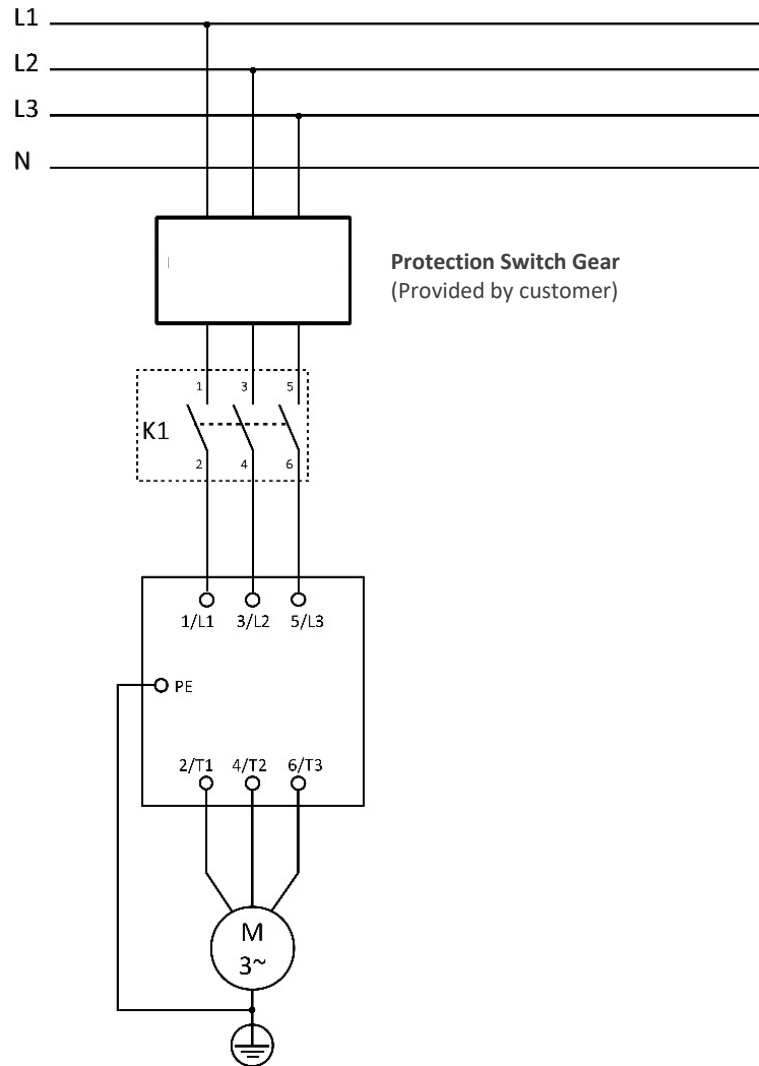 L1
L2
L3
N
Protection Switch Gear
(Provided by customer)
1 3 5
K1
2 4 6
1/L1 3/L2 5/L3
PE
2/T1 4/T2 6/T3
M
3~